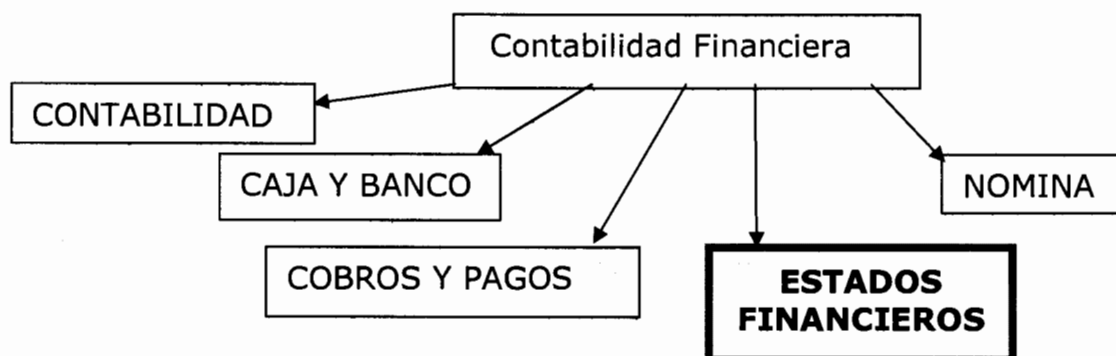 Contabilidad Financiera
CONTABILIDAD
CAJA Y BANCO
NOMINA
COBROS Y PAGOS
ESTADOS
FINANCIEROS